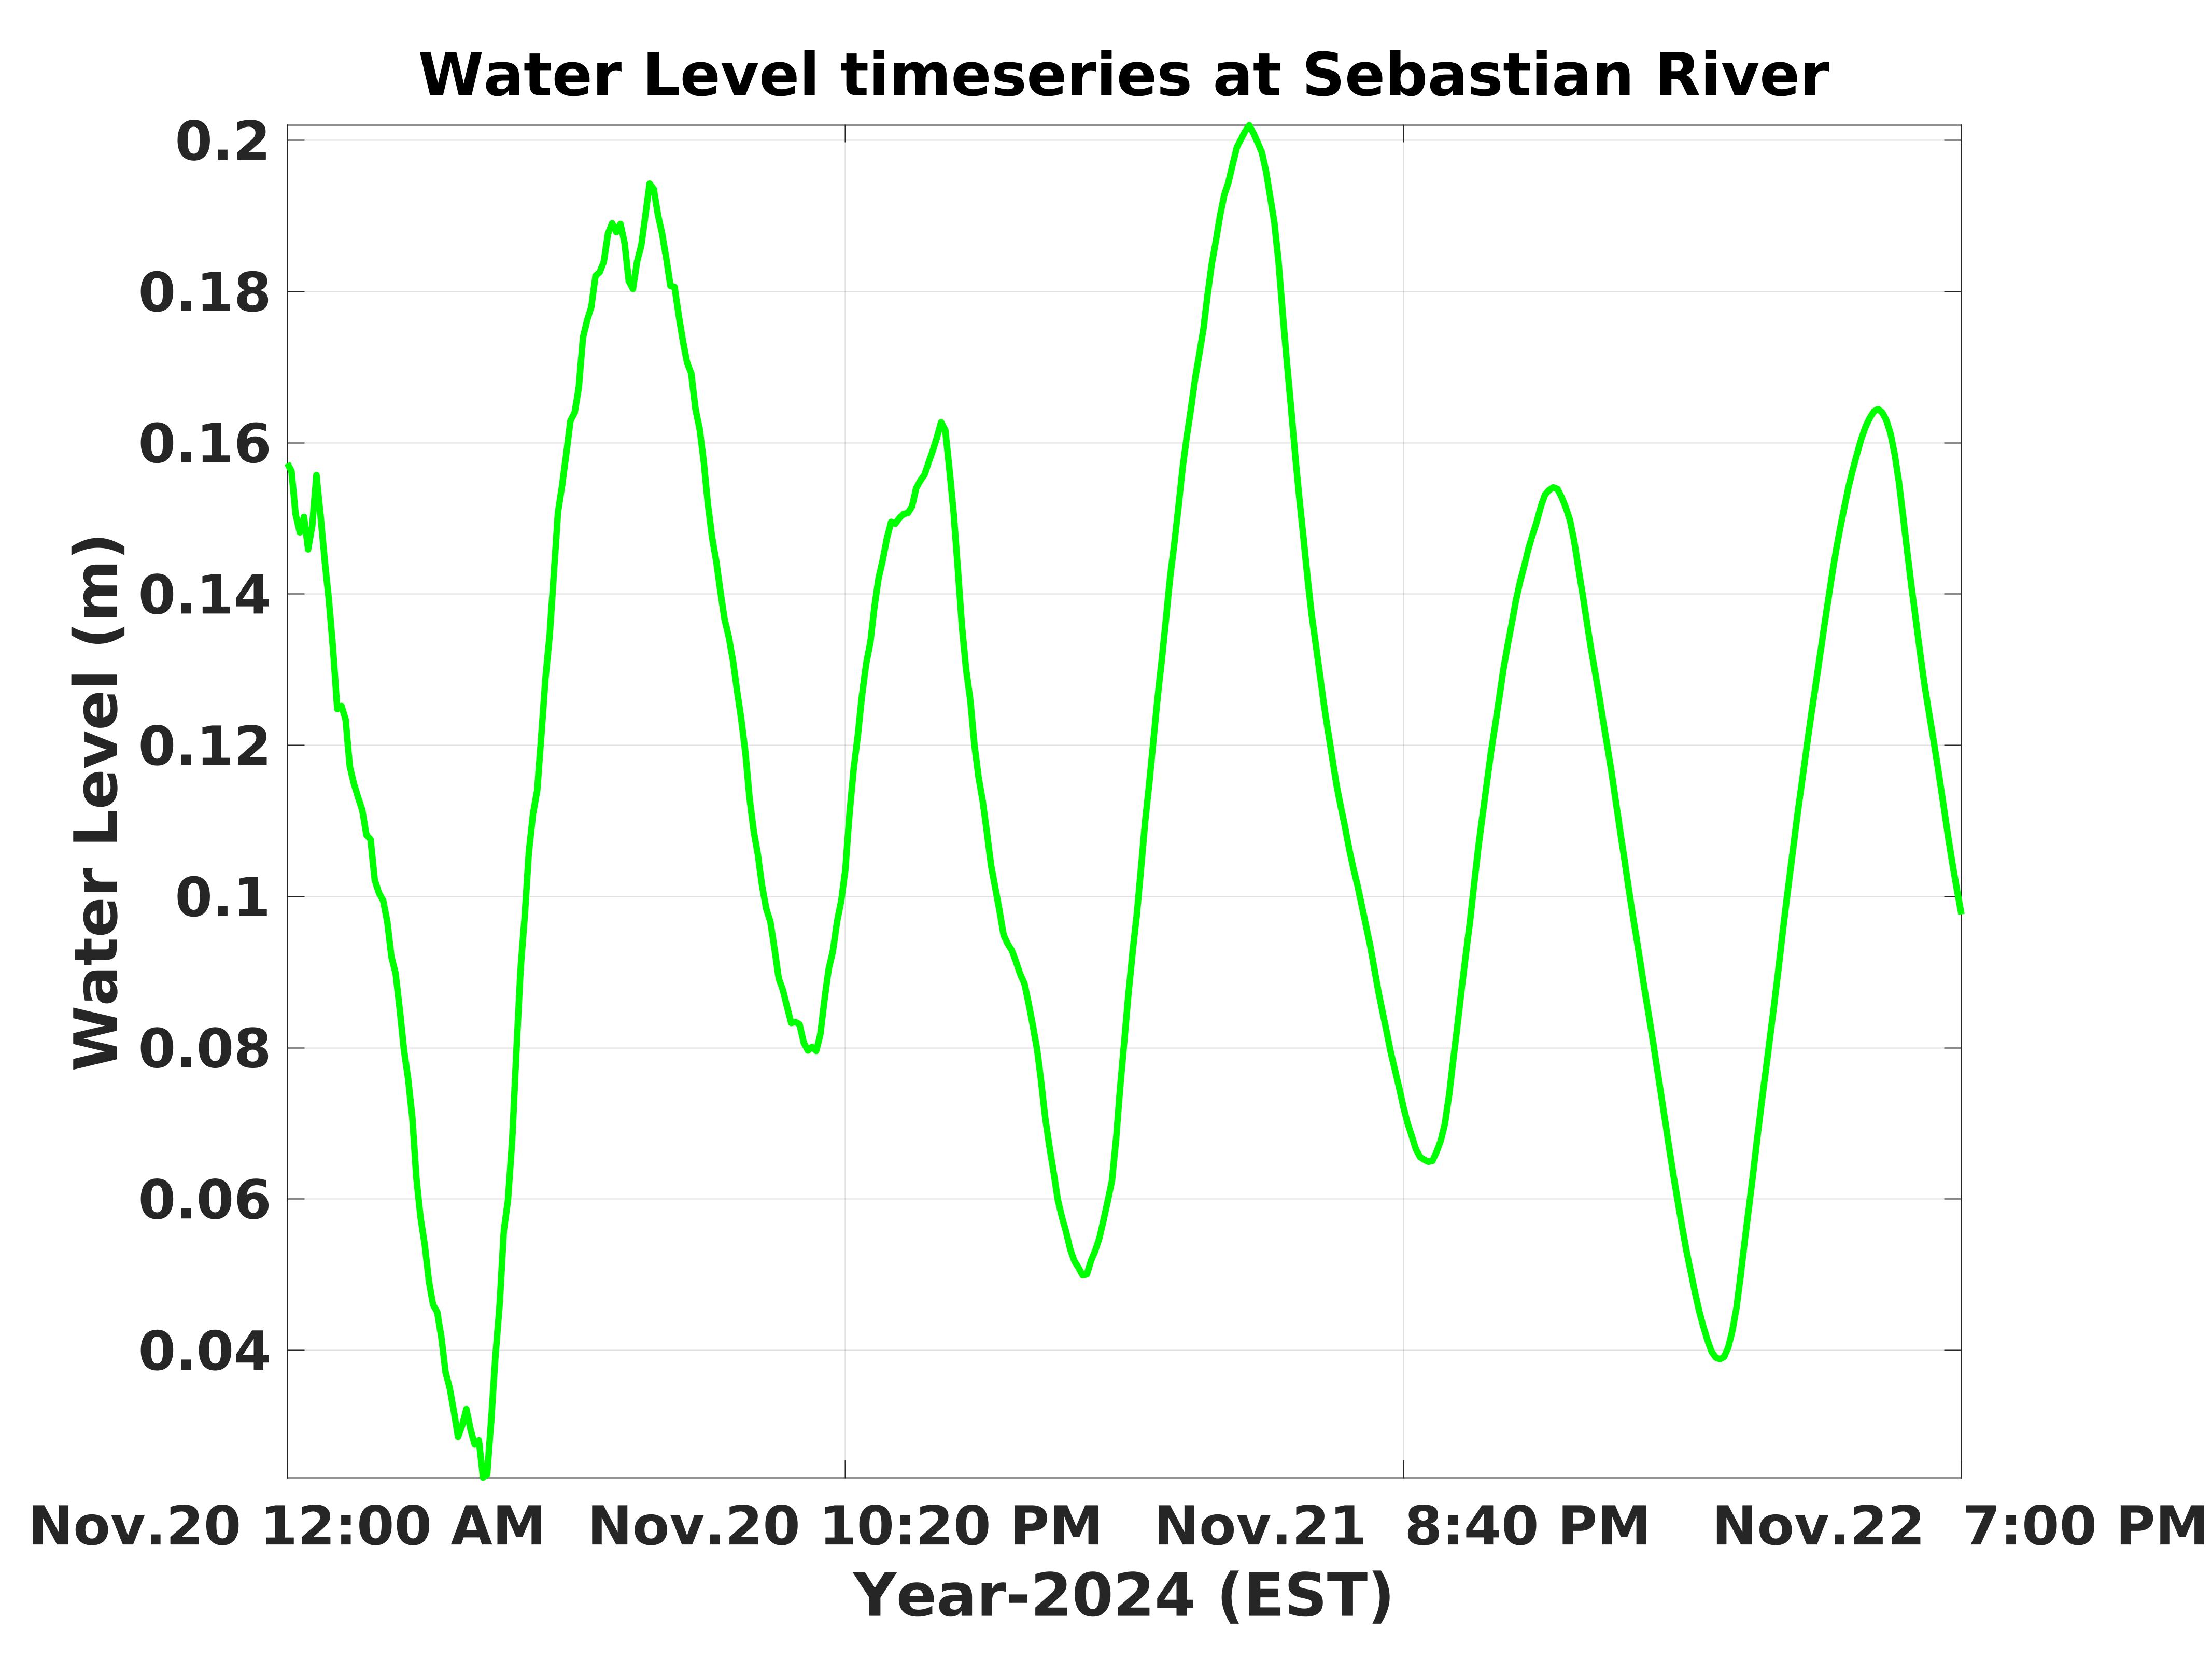 Water Level timeseries at Sebastian River
0.2
0.18
0.16
0.14
0.12
0.1
0.08
0.06
0.04
Water Level (m)
Nov.20 12:00 AM Nov.20 10:20 PM Nov.21 8:40 PM Nov.22 7:00 PM
Year-2024 (EST)